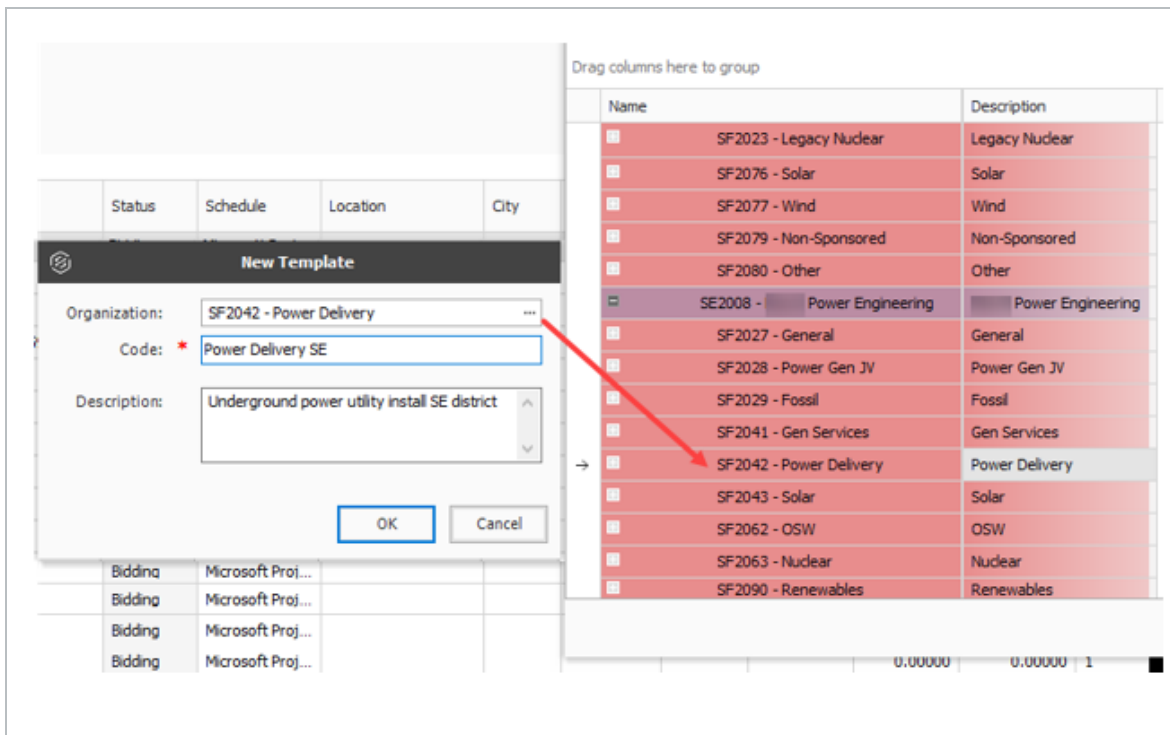 Drag columns here to group
Name Description
SF2023 - Legacy Nuclear Legacy Nuclear
SF2076 - Solar Solar
SF2077 - Wind Wind
SF2079 - Non-Sponsored Non-Sponsored
SF2080 - Other Other
SE2008 - Power Engineering Power Engineering
SF2027 - General General
SF2028 - Power Gen JV Power Gen JV
SF2029 - Fossil Fossil
SF2041 - Gen Services Gen Services
SF2042 - Power Delivery Power Delivery
SF2043 - Solar Solar
SF2062 - OSW OSW
SF2063 - Nuclear Nuclear
SF2090 - Renewables Renewables
Status Schedule Location City
New Template
Organization: SF2042 - Power Delivery ...
Code: * Power Delivery SE
Description: Underground power utility install SE district
OK Cancel
Bidding Microsoft Proj...
Bidding Microsoft Proj...
Bidding Microsoft Proj...
Bidding Microsoft Proj...
0.00000 0.00000 1